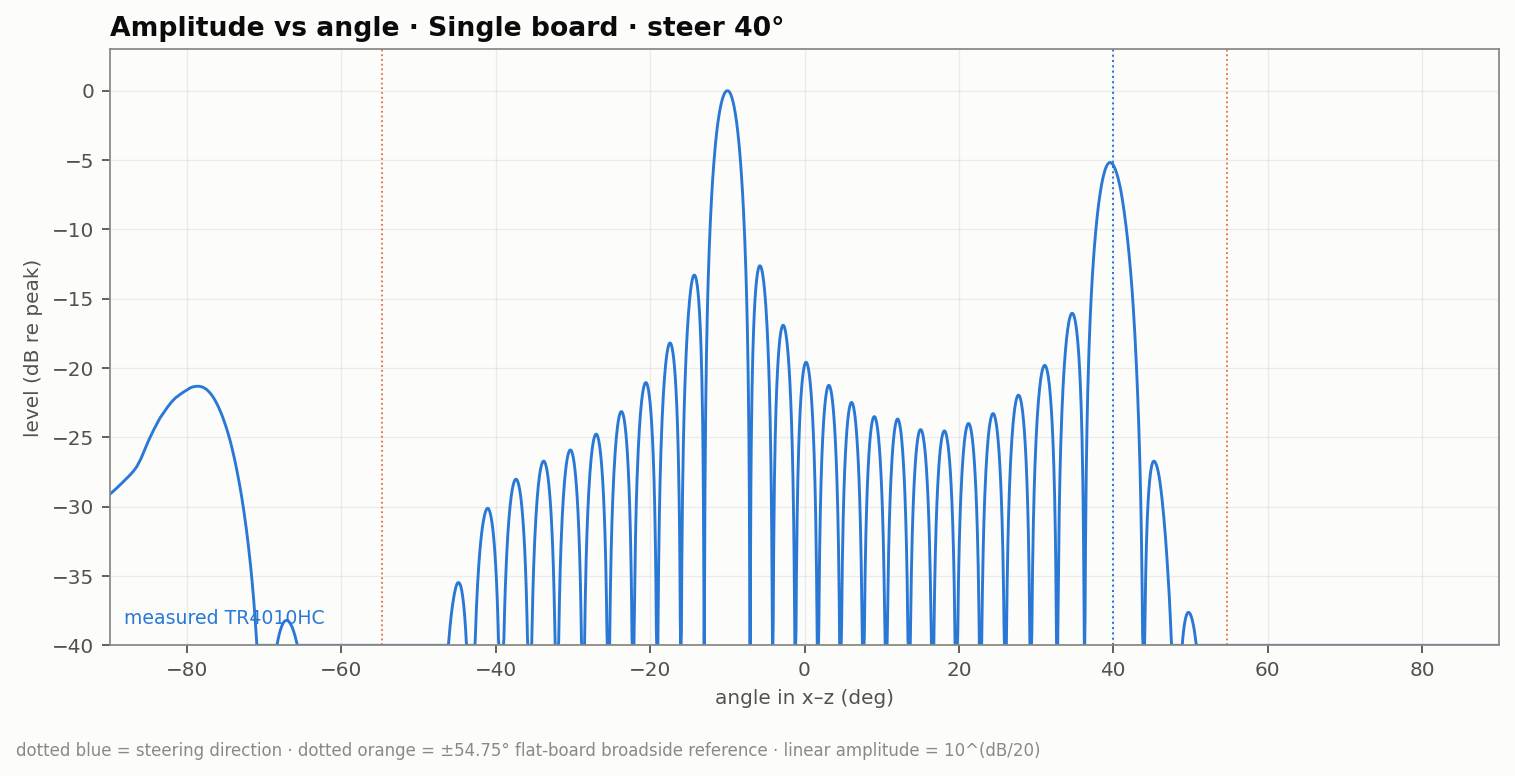 Amplitude vs angle · Single board · steer 40°
level (dB re peak)
0
−5
−10
−15
−20
−25
−30
−35
−40
measured TR4010HC
−80 −60 −40 −20 0 20 40 60 80
angle in x–z (deg)
dotted blue = steering direction · dotted orange = ±54.75° flat-board broadside reference · linear amplitude = 10^(dB/20)